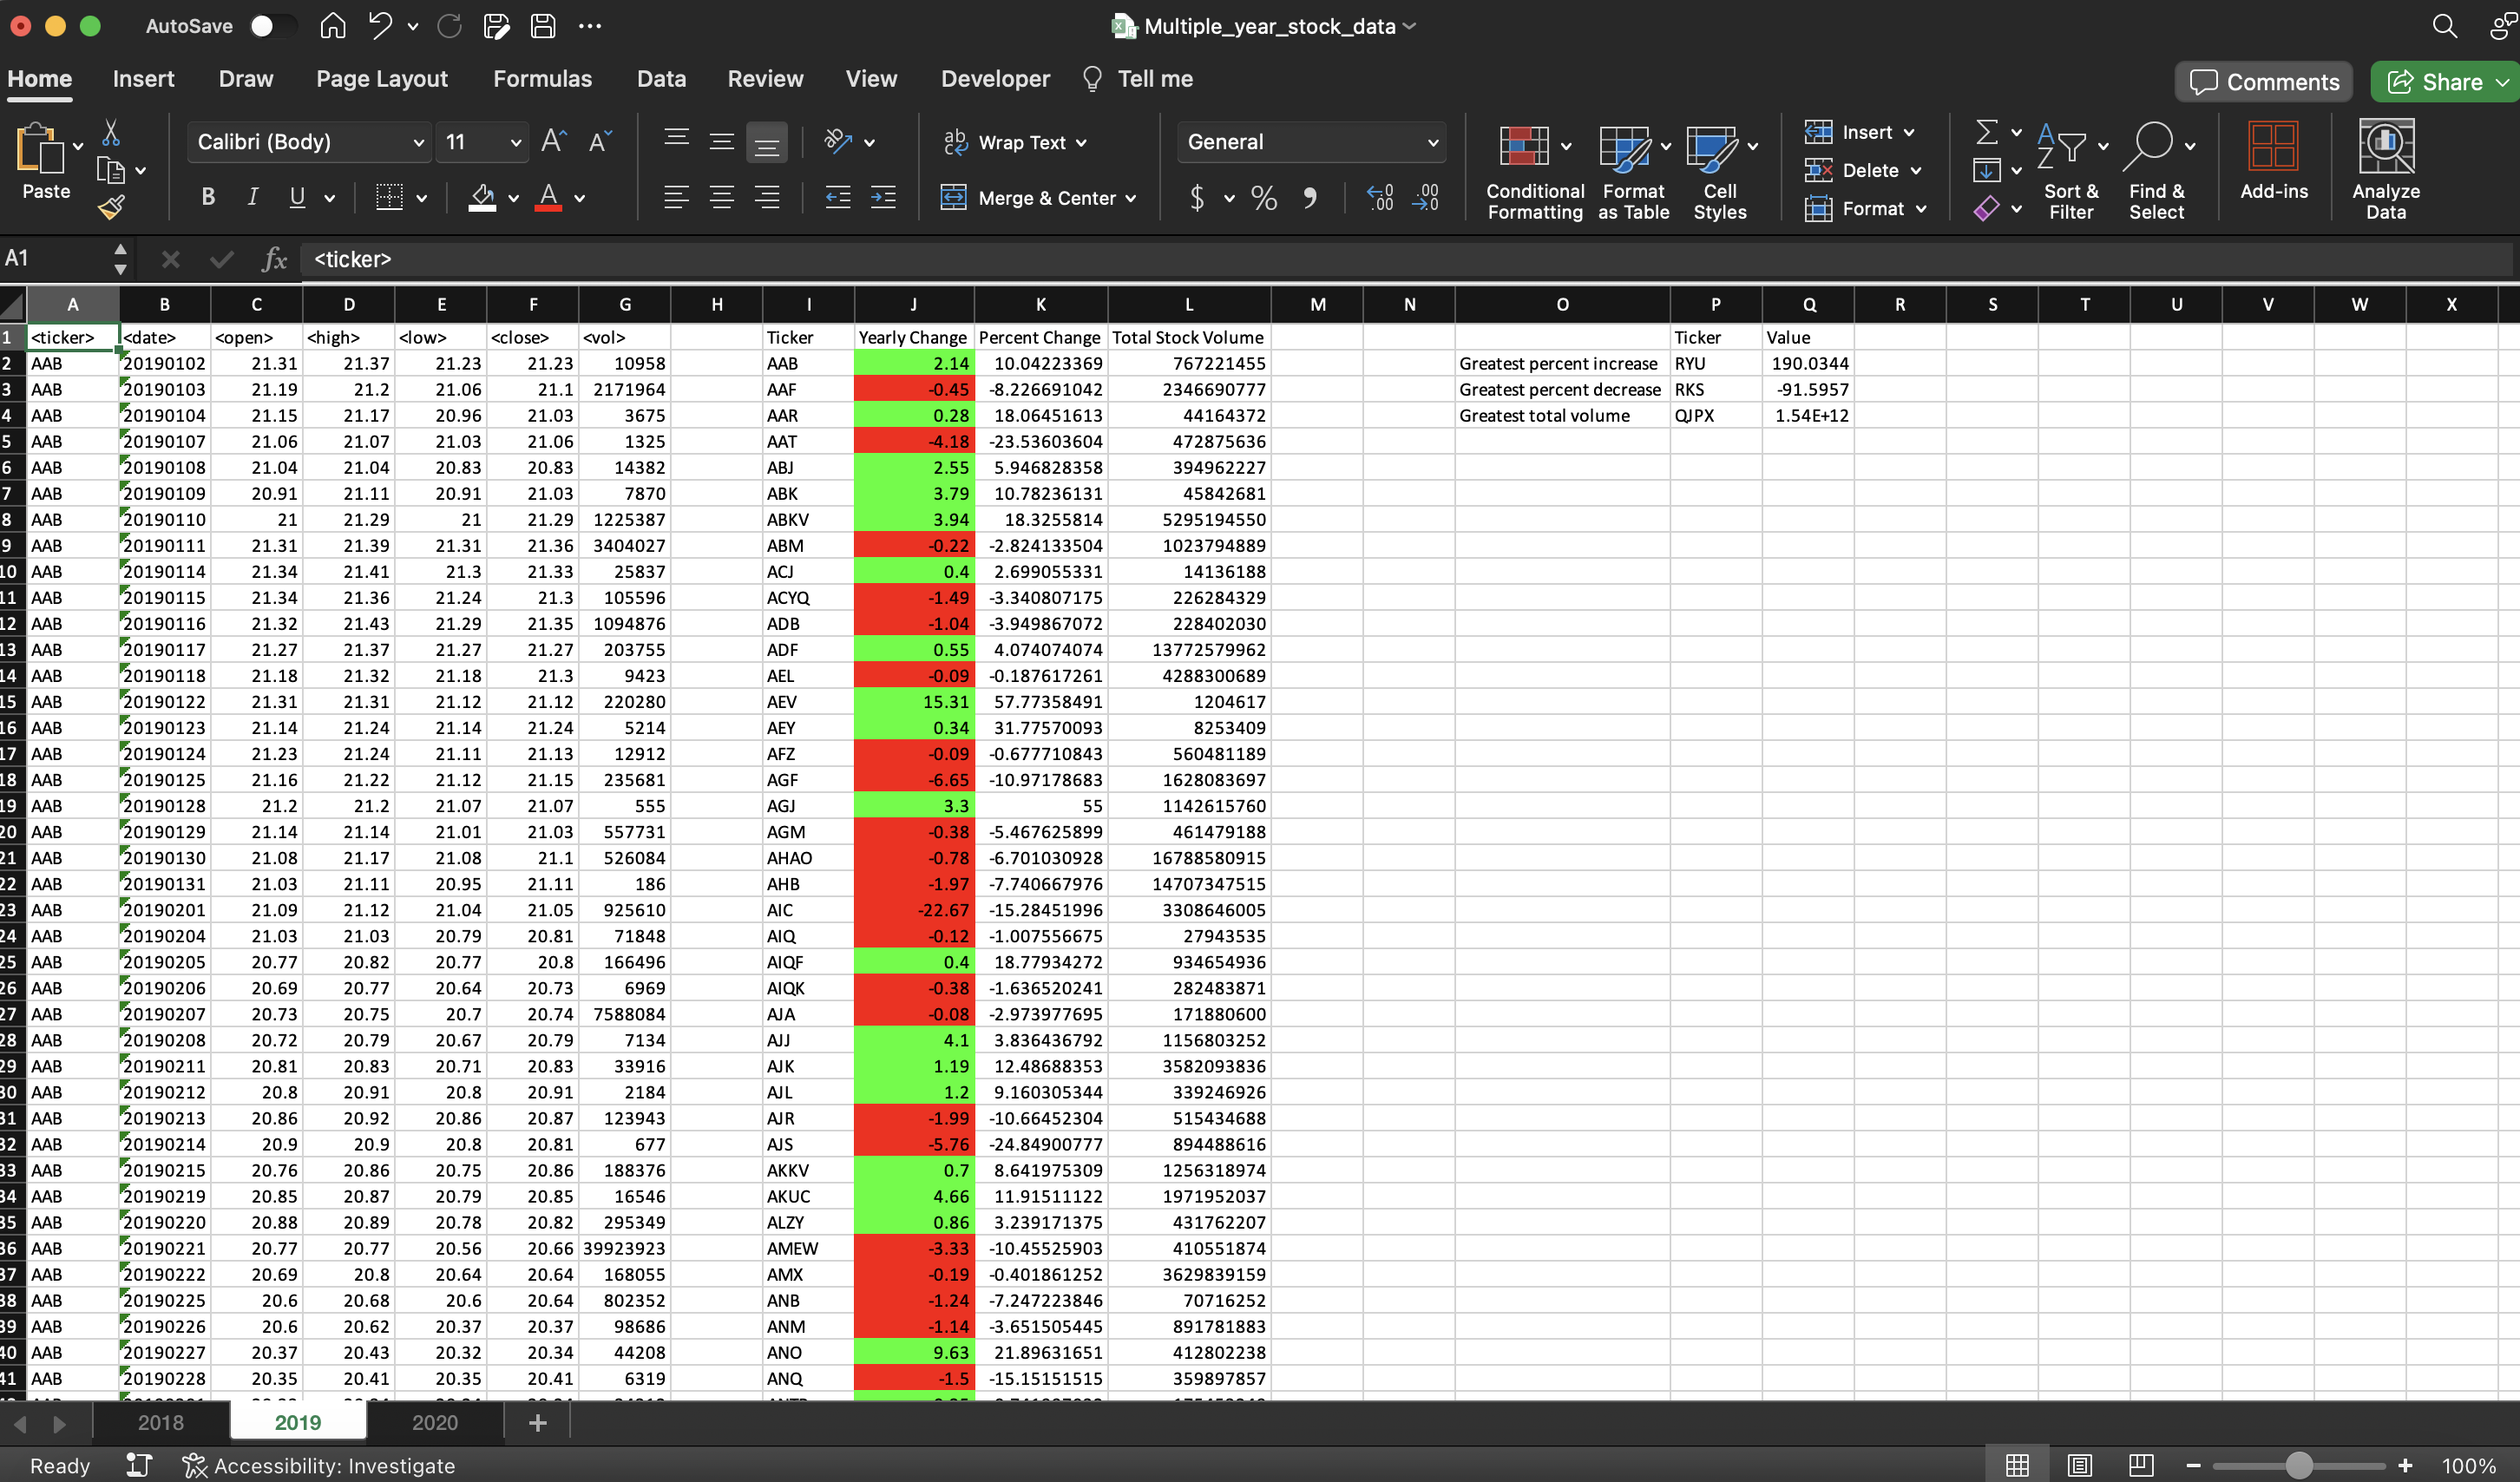 AutoSave Multiple_year_stock_data
Home Insert Draw Page Layout Formulas Data Review View Developer Tell me Comments Share
Paste Calibri (Body) 11 A A ab Wrap Text General Conditional Formatting Format as Table Cell Styles Insert Delete Format Sort & Filter Find & Select Add-ins Analyze Data
B I U A Merge & Center $ % 9
A1 fx <ticker>
A B C D E F G H I J K L M N O P Q R S T U V W X
1 <ticker> <date> <open> <high> <low> <close> <vol> Ticker Yearly Change Percent Change Total Stock Volume Ticker Value
2 AAB 20190102 21.31 21.37 21.23 21.23 10958 AAB 2.14 10.04223369 767221455 Greatest percent increase RYU 190.0344
3 AAB 20190103 21.19 21.2 21.06 21.1 2171964 AAF -0.45 -8.226691042 2346690777 Greatest percent decrease RKS -91.5957
4 AAB 20190104 21.15 21.17 20.96 21.03 3675 AAR 0.28 18.06451613 44164372 Greatest total volume QJPX 1.54E+12
5 AAB 20190107 21.06 21.07 21.03 21.06 1325 AAT -4.18 -23.53603604 472875636
6 AAB 20190108 21.04 21.04 20.83 20.83 14382 ABJ 2.55 5.946828358 394962227
7 AAB 20190109 20.91 21.11 20.91 21.03 7870 ABK 3.79 10.78236131 45842681
8 AAB 20190110 21 21.29 21 21.29 1225387 ABKV 3.94 18.3255814 5295194550
9 AAB 20190111 21.31 21.39 21.31 21.36 3404027 ABM -0.22 -2.824133504 1023794889
10 AAB 20190114 21.34 21.41 21.3 21.33 25837 ACJ 0.4 2.699055331 14136188
11 AAB 20190115 21.34 21.36 21.24 21.3 105596 ACYQ -1.49 -3.340807175 226284329
12 AAB 20190116 21.32 21.43 21.29 21.35 1094876 ADB -1.04 -3.949867072 228402030
13 AAB 20190117 21.27 21.37 21.27 21.27 203755 ADF 0.55 4.074074074 13772579962
14 AAB 20190118 21.18 21.32 21.18 21.3 9423 AEL -0.09 -0.187617261 4288300689
15 AAB 20190122 21.31 21.31 21.12 21.12 220280 AEV 15.31 57.77358491 1204617
16 AAB 20190123 21.14 21.24 21.14 21.24 5214 AEY 0.34 31.77570093 8253409
17 AAB 20190124 21.23 21.24 21.11 21.13 12912 AFZ -0.09 -0.677710843 560481189
18 AAB 20190125 21.16 21.22 21.12 21.15 235681 AGF -6.65 -10.97178683 1628083697
19 AAB 20190128 21.2 21.2 21.07 21.07 555 AGJ 3.3 55 1142615760
20 AAB 20190129 21.14 21.14 21.01 21.03 557731 AGM -0.38 -5.467625899 461479188
21 AAB 20190130 21.08 21.17 21.08 21.1 526084 AHAO -0.78 -6.701030928 16788580915
22 AAB 20190131 21.03 21.11 20.95 21.11 186 AHB -1.97 -7.740667976 14707347515
23 AAB 20190201 21.09 21.12 21.04 21.05 925610 AIC -22.67 -15.28451996 3308646005
24 AAB 20190204 21.03 21.03 20.79 20.81 71848 AIQ -0.12 -1.007556675 27943535
25 AAB 20190205 20.77 20.82 20.77 20.8 166496 AIQF 0.4 18.77934272 934654936
26 AAB 20190206 20.69 20.77 20.64 20.73 6969 AIQK -0.38 -1.636520241 282483871
27 AAB 20190207 20.73 20.75 20.7 20.74 7588084 AJA -0.08 -2.973977695 171880600
28 AAB 20190208 20.72 20.79 20.67 20.79 7134 AJJ 4.1 3.836436792 1156803252
29 AAB 20190211 20.81 20.83 20.71 20.83 33916 AJK 1.19 12.48688353 3582093836
30 AAB 20190212 20.8 20.91 20.8 20.91 2184 AJL 1.2 9.160305344 339246926
31 AAB 20190213 20.86 20.92 20.86 20.87 123943 AJR -1.99 -10.66452304 515434688
32 AAB 20190214 20.9 20.9 20.8 20.81 677 AJS -5.76 -24.84900777 894488616
33 AAB 20190215 20.76 20.86 20.75 20.86 188376 AKKV 0.7 8.641975309 1256318974
34 AAB 20190219 20.85 20.87 20.79 20.85 16546 AKUC 4.66 11.91511122 1971952037
35 AAB 20190220 20.88 20.89 20.78 20.82 295349 ALZY 0.86 3.239171375 431762207
36 AAB 20190221 20.77 20.77 20.56 20.66 39923923 AMEW -3.33 -10.45525903 410551874
37 AAB 20190222 20.69 20.8 20.64 20.64 168055 AMX -0.19 -0.401861252 3629839159
38 AAB 20190225 20.6 20.68 20.6 20.64 802352 ANB -1.24 -7.247223846 70716252
39 AAB 20190226 20.6 20.62 20.37 20.37 98686 ANM -1.14 -3.651505445 891781883
40 AAB 20190227 20.37 20.43 20.32 20.34 44208 ANO 9.63 21.89631651 412802238
41 AAB 20190228 20.35 20.41 20.35 20.41 6319 ANQ -1.5 -15.15151515 359897857
2018 2019 2020
Ready Accessibility: Investigate 100%